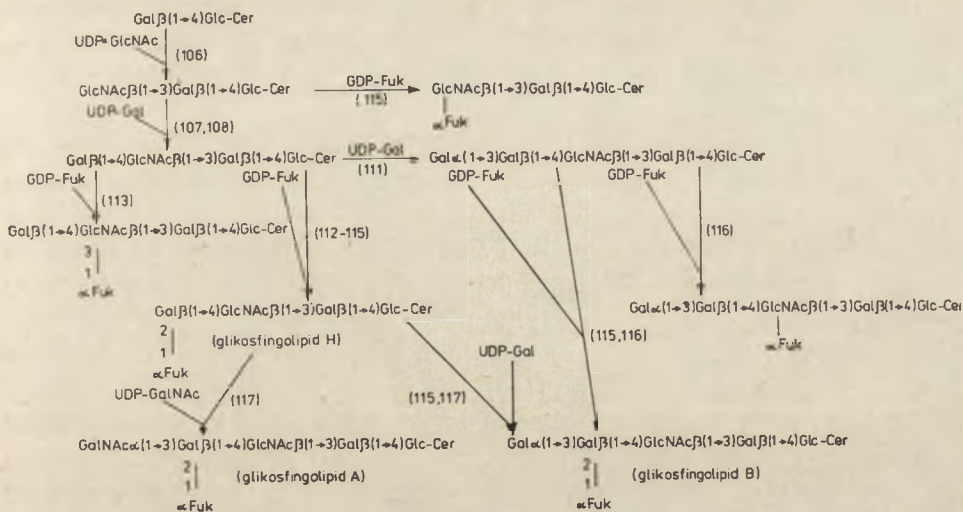 Galβ(1→4)Glc-Cer
UDP-GlcNAc
(106)
GlcNAcβ(1→3)Galβ(1→4)Glc-Cer
GDP-Fuk
(115)
GlcNAcβ(1→3)Galβ(1→4)Glc-Cer
αFuk
UDP-Gal
(107,108)
Galβ(1→4)GlcNAcβ(1→3)Galβ(1→4)Glc-Cer
UDP-Gal
(111)
Galα(1→3)Galβ(1→4)GlcNAcβ(1→3)Galβ(1→4)Glc-Cer
GDP-Fuk
GDP-Fuk
GDP-Fuk
GDP-Fuk
(113)
(112-115)
(116)
Galβ(1→4)GlcNAcβ(1→3)Galβ(1→4)Glc-Cer
3
1
αFuk
Galβ(1→4)GlcNAcβ(1→3)Galβ(1→4)Glc-Cer
2
1
αFuk
(glikosfingolipid H)
Galα(1→3)Galβ(1→4)GlcNAcβ(1→3)Galβ(1→4)Glc-Cer
αFuk
(115,116)
UDP-Gal
UDP-GalNAc
(117)
(115,117)
GalNAcα(1→3)Galβ(1→4)GlcNAcβ(1→3)Galβ(1→4)Glc-Cer
2
1
αFuk
(glikosfingolipid A)
Galα(1→3)Galβ(1→4)GlcNAcβ(1→3)Galβ(1→4)Glc-Cer
2
1
αFuk
(glikosfingolipid B)